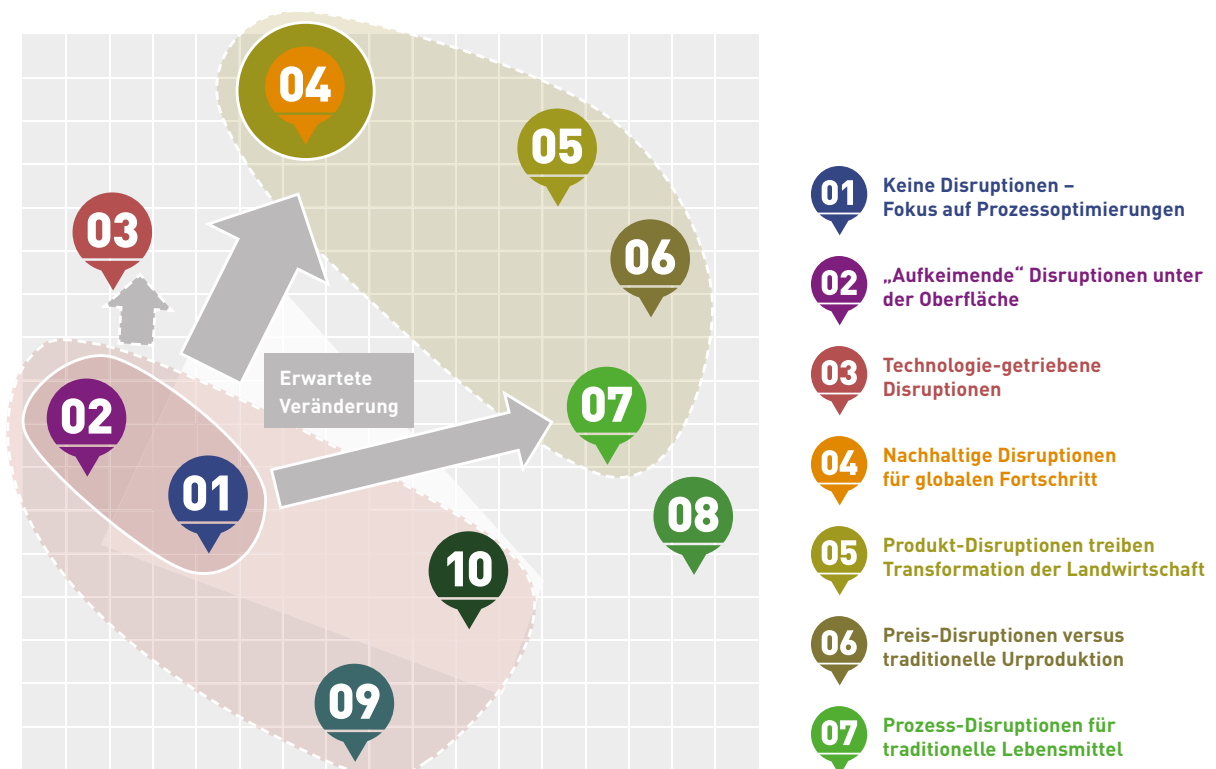 04
05
03
06
Erwartete
Veränderung
02
07
01
08
10
09
01
Keine Disruptionen –
Fokus auf Prozessoptimierungen
02
„Aufkeimende“ Disruptionen unter
der Oberfläche
03
Technologie-getriebene
Disruptionen
04
Nachhaltige Disruptionen
für globalen Fortschritt
05
Produkt-Disruptionen treiben
Transformation der Landwirtschaft
06
Preis-Disruptionen versus
traditionelle Urproduktion
07
Prozess-Disruptionen für
traditionelle Lebensmittel